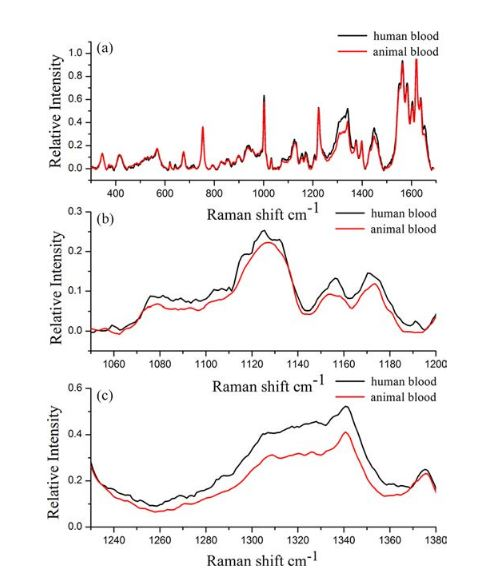 (a)
human blood
animal blood
Relative Intensity
1.0
0.8
0.6
0.4
0.2
0.0
400 600 800 1000 1200 1400 1600
Raman shift cm-1
(b)
human blood
animal blood
Relative Intensity
0.3
0.2
0.1
0.0
1060 1080 1100 1120 1140 1160 1180 1200
Raman shift cm-1
(c)
human blood
animal blood
Relative Intensity
0.6
0.4
0.2
0.0
1240 1260 1280 1300 1320 1340 1360 1380
Raman shift cm-1